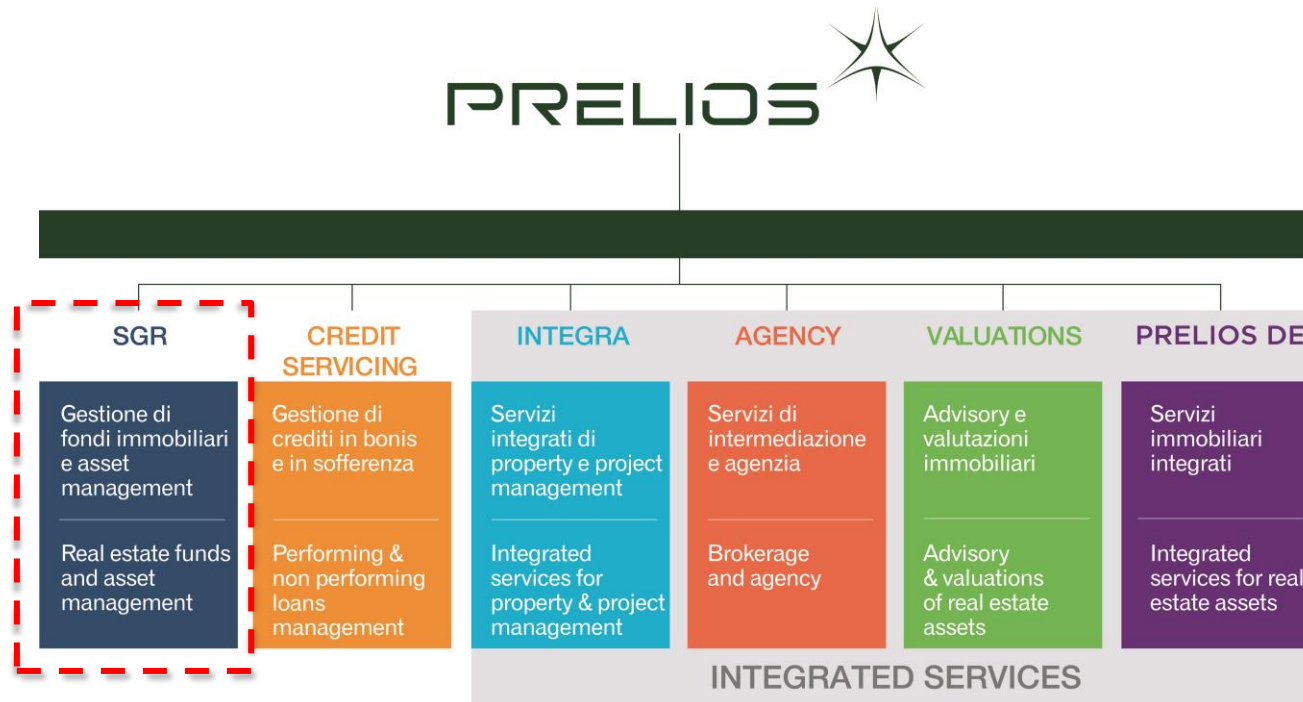 PRELIOS
SGR
Gestione di
fondi immobiliari
e asset
management
Real estate funds
and asset
management
CREDIT
SERVICING
Gestione di
crediti in bonis
e in sofferenza
Performing &
non performing
loans
management
INTEGRA
Servizi
integrati di
property e project
management
Integrated
services for
property & project
management
AGENCY
Servizi di
intermediazione
e agenzia
Brokerage
and agency
VALUATIONS
Advisory e
valutazioni
immobiliari
Advisory
& valuations
of real estate
assets
PRELIOS DE
Servizi
immobiliari
integrati
Integrated
services for real
estate assets
INTEGRATED SERVICES